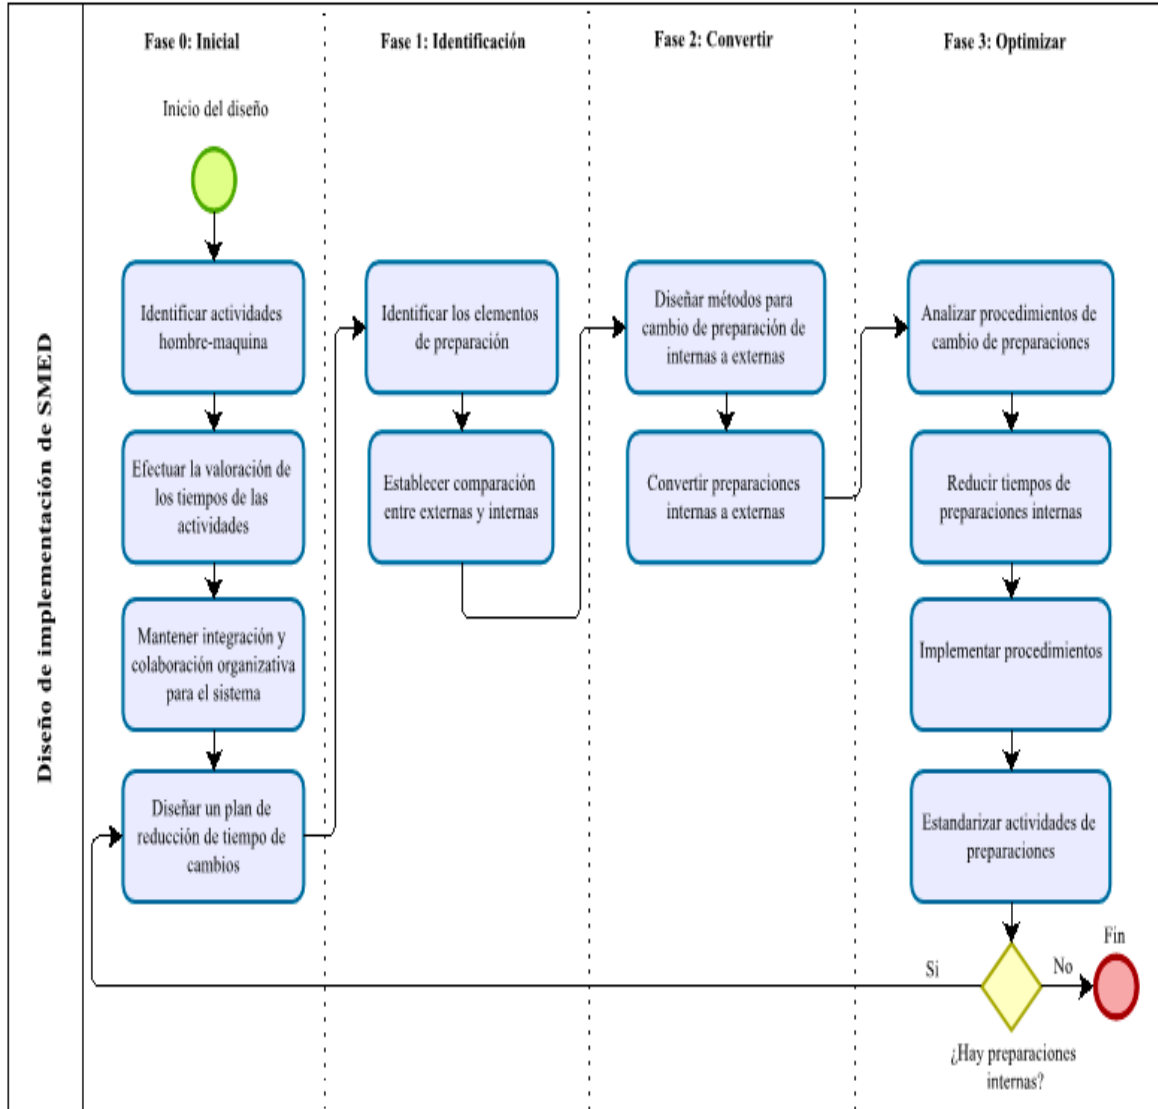 Diseño de implementación de SMED
Fase 0: Inicial
Fase 1: Identificación
Fase 2: Convertir
Fase 3: Optimizar
Inicio del diseño
Identificar actividades
hombre-maquina
Efectuar la valoración de
los tiempos de las
actividades
Mantener integración y
colaboración organizativa
para el sistema
Diseñar un plan de
reducción de tiempo de
cambios
Identificar los elementos
de preparación
Establecer comparación
entre externas y internas
Diseñar métodos para
cambio de preparación de
internas a externas
Convertir preparaciones
internas a externas
Analizar procedimientos de
cambio de preparaciones
Reducir tiempos de
preparaciones internas
Implementar procedimientos
Estandarizar actividades de
preparaciones
Si
No
Fin
¿Hay preparaciones
internas?